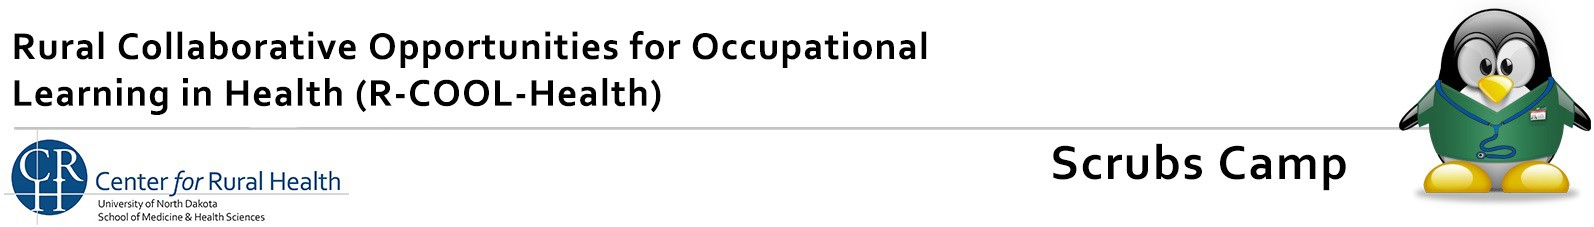 Rural Collaborative Opportunities for Occupational
Learning in Health (R-COOL-Health)
Scrubs Camp
CRH
Center for Rural Health
University of North Dakota
School of Medicine & Health Sciences